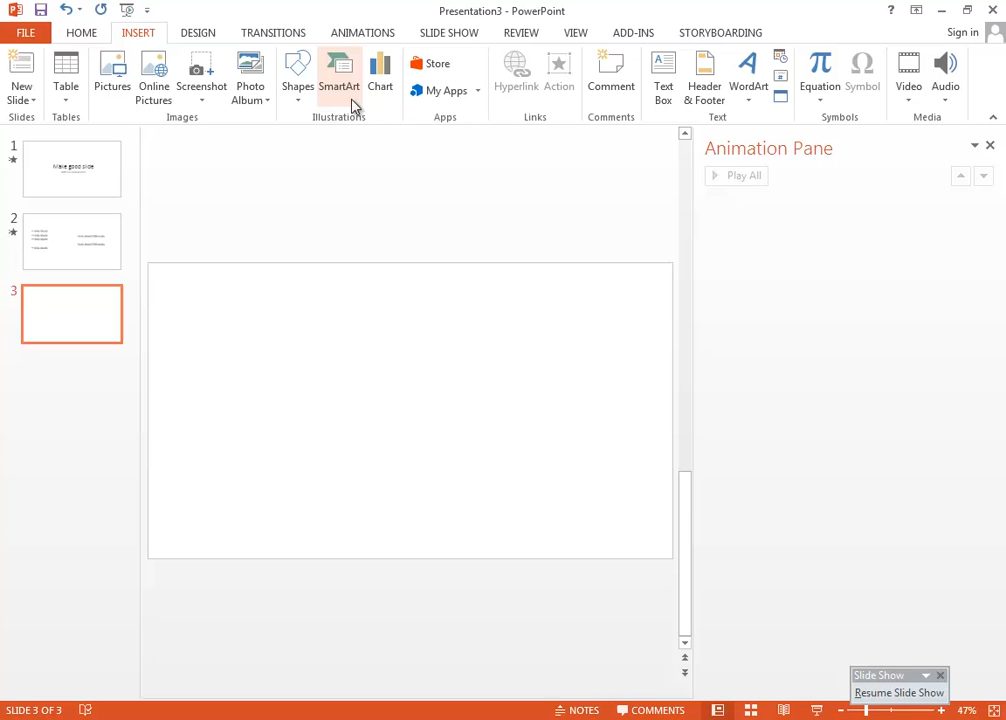 Presentation3 - PowerPoint
FILE HOME INSERT DESIGN TRANSITIONS ANIMATIONS SLIDE SHOW REVIEW VIEW ADD-INS STORYBOARDING Sign in
New Slide
Table
Pictures
Online Pictures
Screenshot
Photo Album
Shapes
SmartArt
Chart
Store
My Apps
Hyperlink
Action
Comment
Text Box
Header & Footer
WordArt
Equation
Symbol
Video
Audio
Slides Tables Images Illustrations Apps Links Comments Text Symbols Media
1
Make good slide
2
3
Animation Pane
Play All
Slide Show
Resume Slide Show
SLIDE 3 OF 3 NOTES COMMENTS 47%